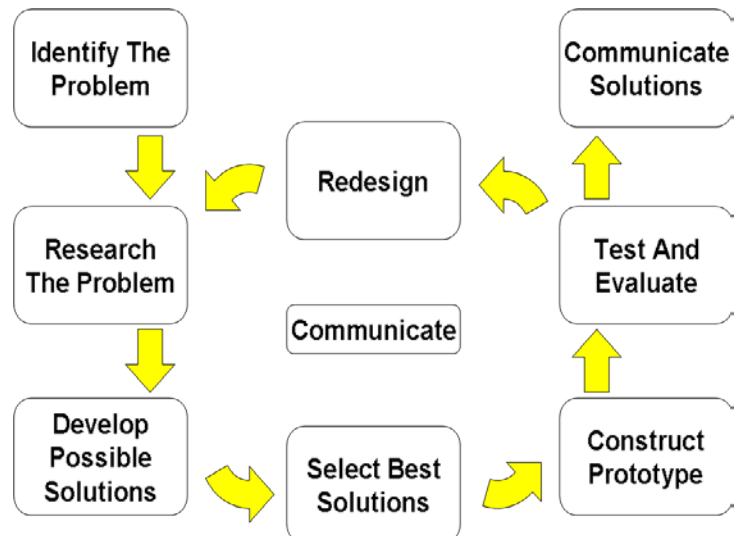 Identify The
Problem
Communicate
Solutions
Redesign
Research
The Problem
Test And
Evaluate
Communicate
Develop
Possible
Solutions
Select Best
Solutions
Construct
Prototype